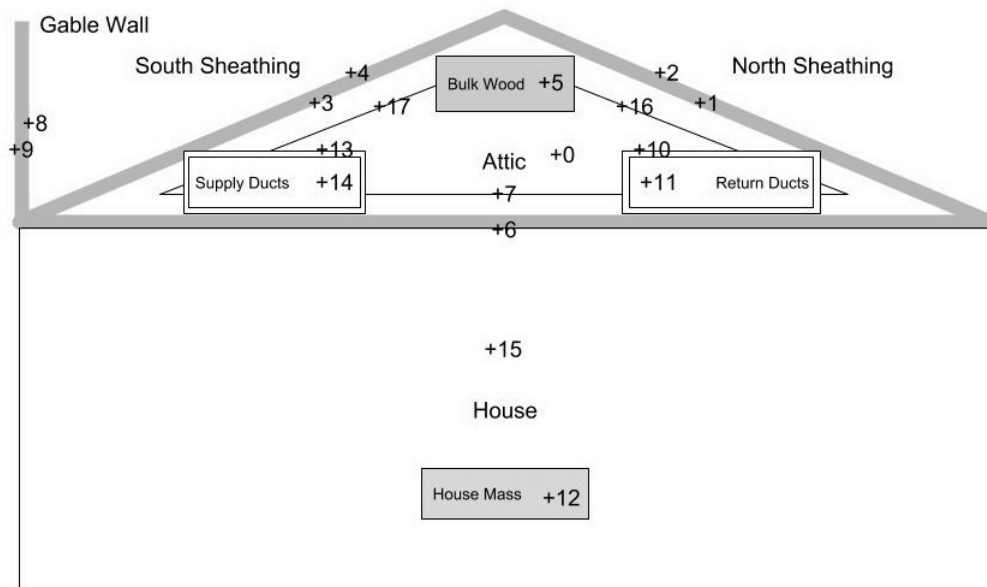 Gable Wall
South Sheathing
+4
+2
North Sheathing
Bulk Wood +5
+3
+17
+16
+1
+8
+9
+13
Attic
+0
+10
Supply Ducts +14
+7
+11 Return Ducts
+6
+15
House
House Mass +12